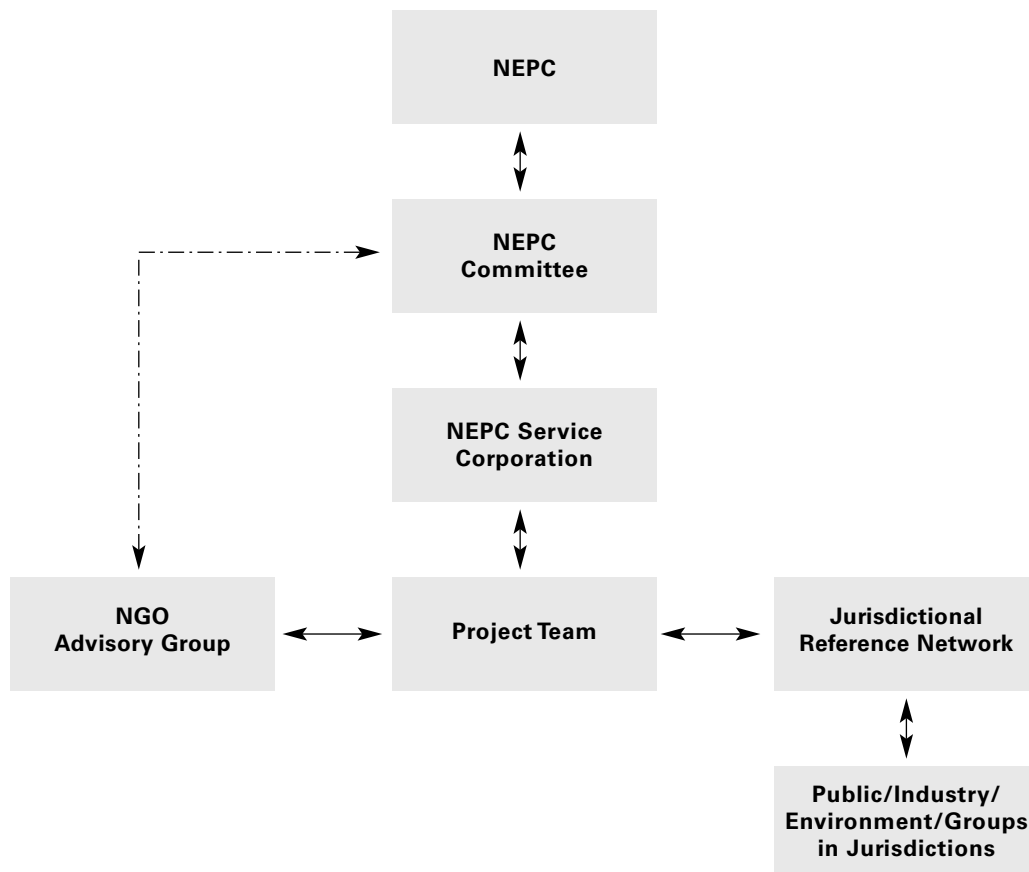 NEPC
NEPC
Committee
NEPC Service
Corporation
NGO
Advisory Group
Project Team
Jurisdictional
Reference Network
Public/Industry/
Environment/Groups
in Jurisdictions